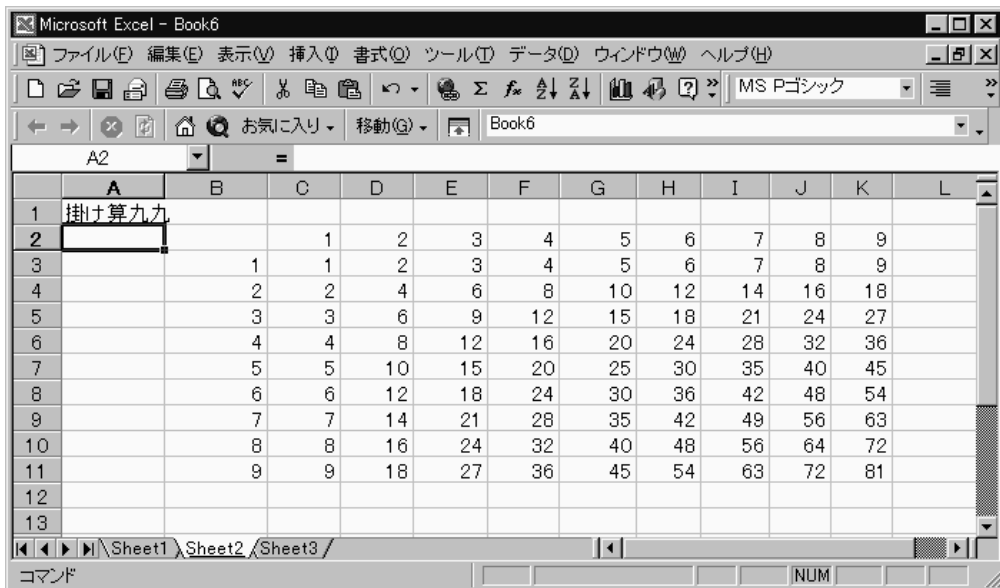 Microsoft Excel - Book6
ファイル(F) 編集(E) 表示(V) 挿入(I) 書式(O) ツール(T) データ(D) ウィンドウ(W) ヘルプ(H)
MS Pゴシック
お気に入り 移動(G) Book6
A2 =
A B C D E F G H I J K L
1 掛け算九九
2 1 2 3 4 5 6 7 8 9
3 1 1 2 3 4 5 6 7 8 9
4 2 2 4 6 8 10 12 14 16 18
5 3 3 6 9 12 15 18 21 24 27
6 4 4 8 12 16 20 24 28 32 36
7 5 5 10 15 20 25 30 35 40 45
8 6 6 12 18 24 30 36 42 48 54
9 7 7 14 21 28 35 42 49 56 63
10 8 8 16 24 32 40 48 56 64 72
11 9 9 18 27 36 45 54 63 72 81
12
13
Sheet1 Sheet2 Sheet3
コマンド NUM